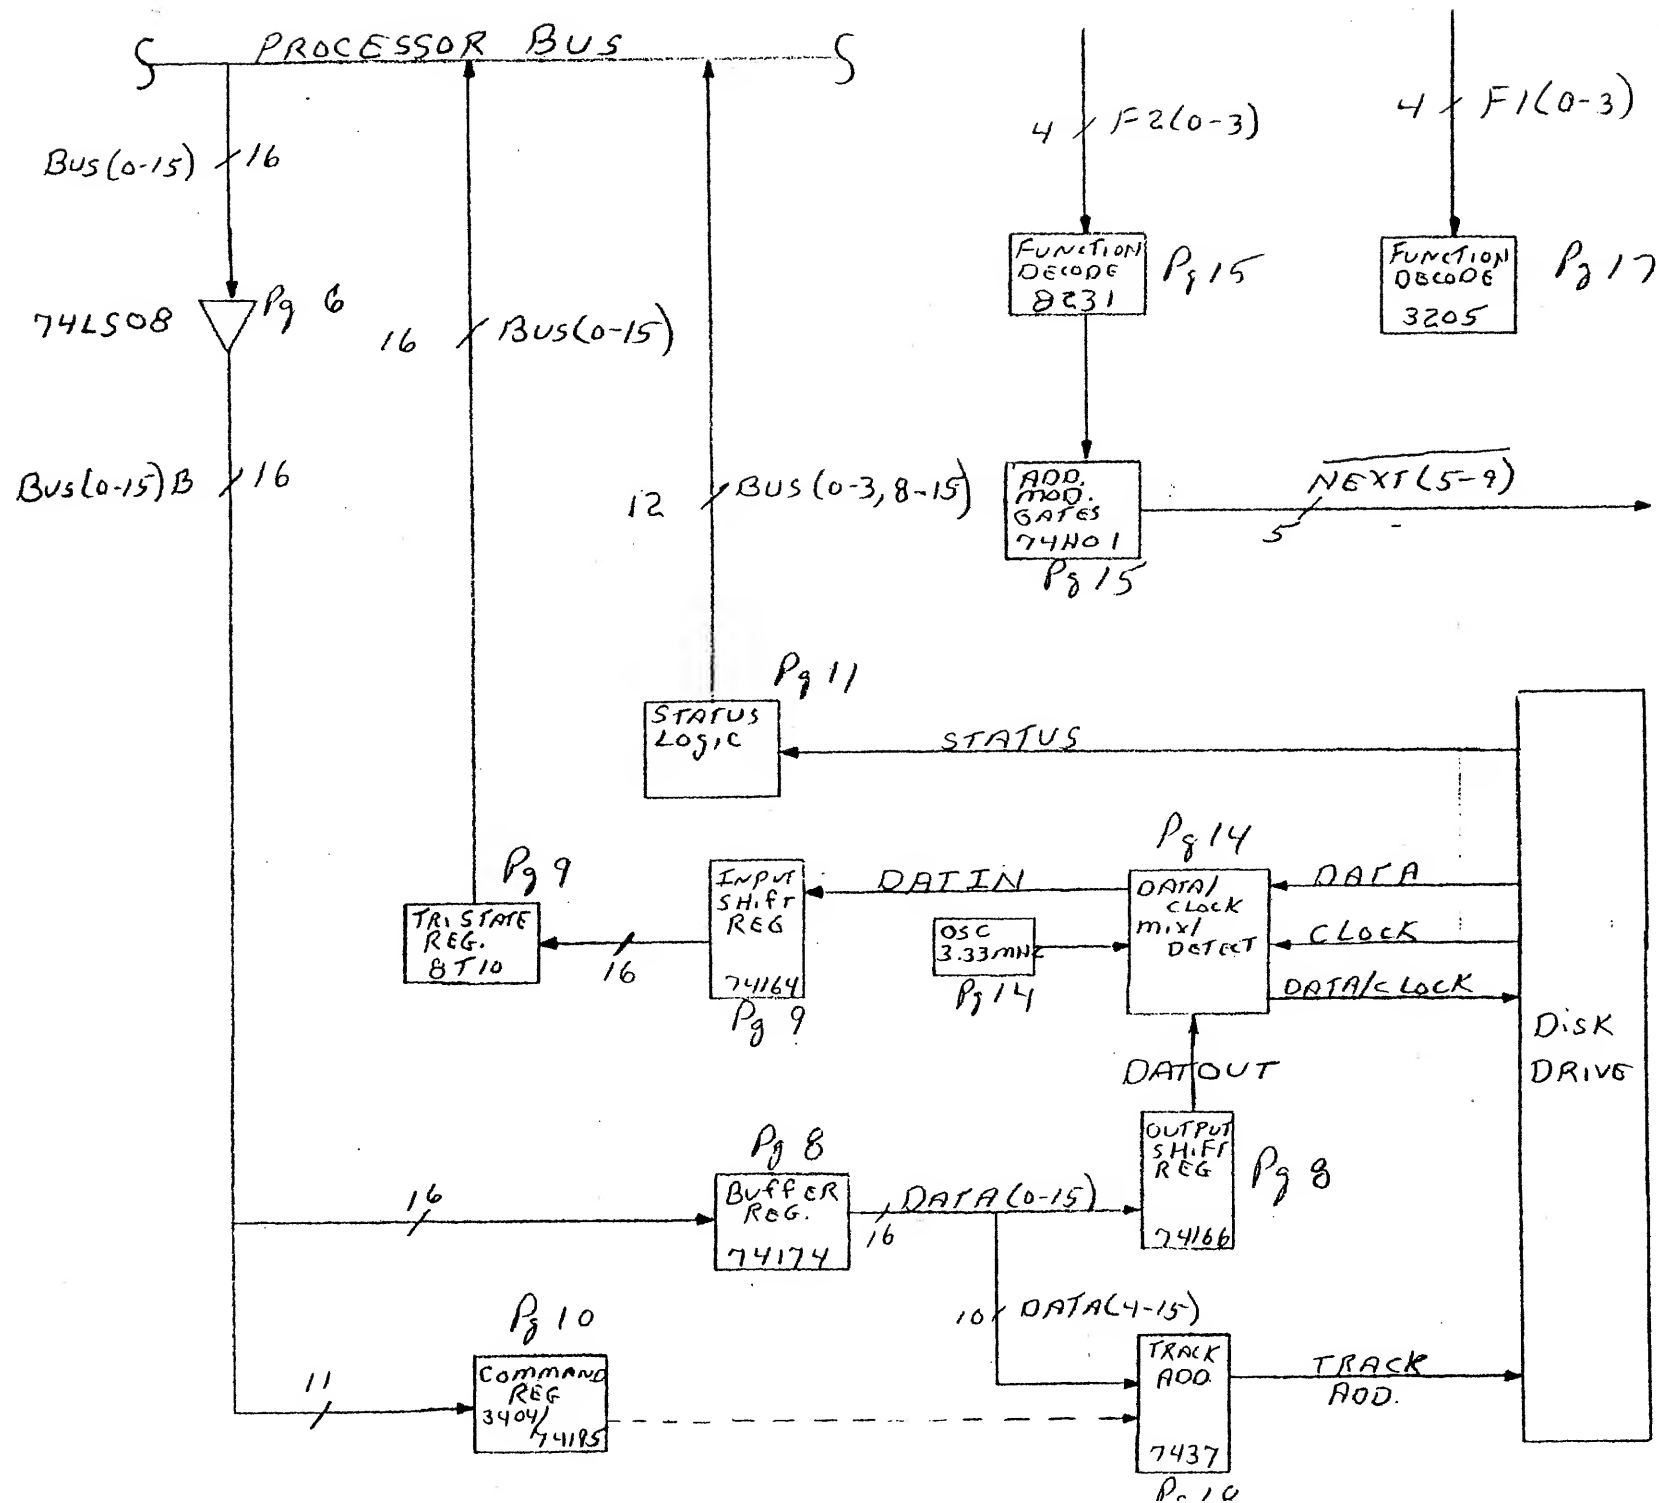 PROCESSOR BUS
4 F2(0-3)
4 F1(0-3)
BUS(0-15) 16
FUNCTION
DECODE
8231
Pg 15
FUNCTION
DECODE
3205
Pg 17
74LS08
Pg 6
16 BUS(0-15)
BUS(0-15)B 16
12 BUS(0-3, 8-15)
ADD.
MOD.
GATES
74H01
Pg 15
NEXT(5-9)
5
Pg 11
STATUS
LOGIC
STATUS
Pg 14
Pg 9
TRISTATE
REG.
8T10
16
INPUT
SHIFT
REG
74164
Pg 9
DATIN
OSC
3.33MHZ
Pg 14
DATA/
CLOCK
MIX/
DETECT
DATA
CLOCK
DATA/CLOCK
DISK
DRIVE
DATOUT
16
Pg 8
BUFFER
REG.
74174
DATA(0-15)
16
OUTPUT
SHIFT
REG
74166
Pg 8
10 DATA(4-15)
11
Pg 10
COMMAND
REG
3404/
74195
TRACK
ADD.
7437
TRACK
ADD.